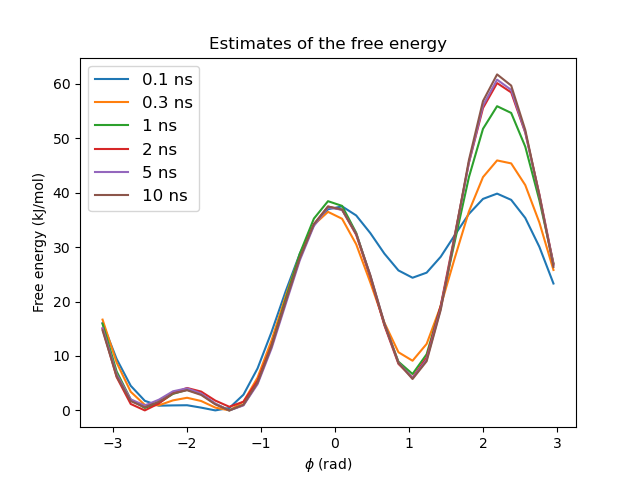 Estimates of the free energy
0.1 ns
0.3 ns
1 ns
2 ns
5 ns
10 ns
60
50
40
30
20
10
0
Free energy (kJ/mol)
−3
−2
−1
0
1
2
3
ϕ (rad)